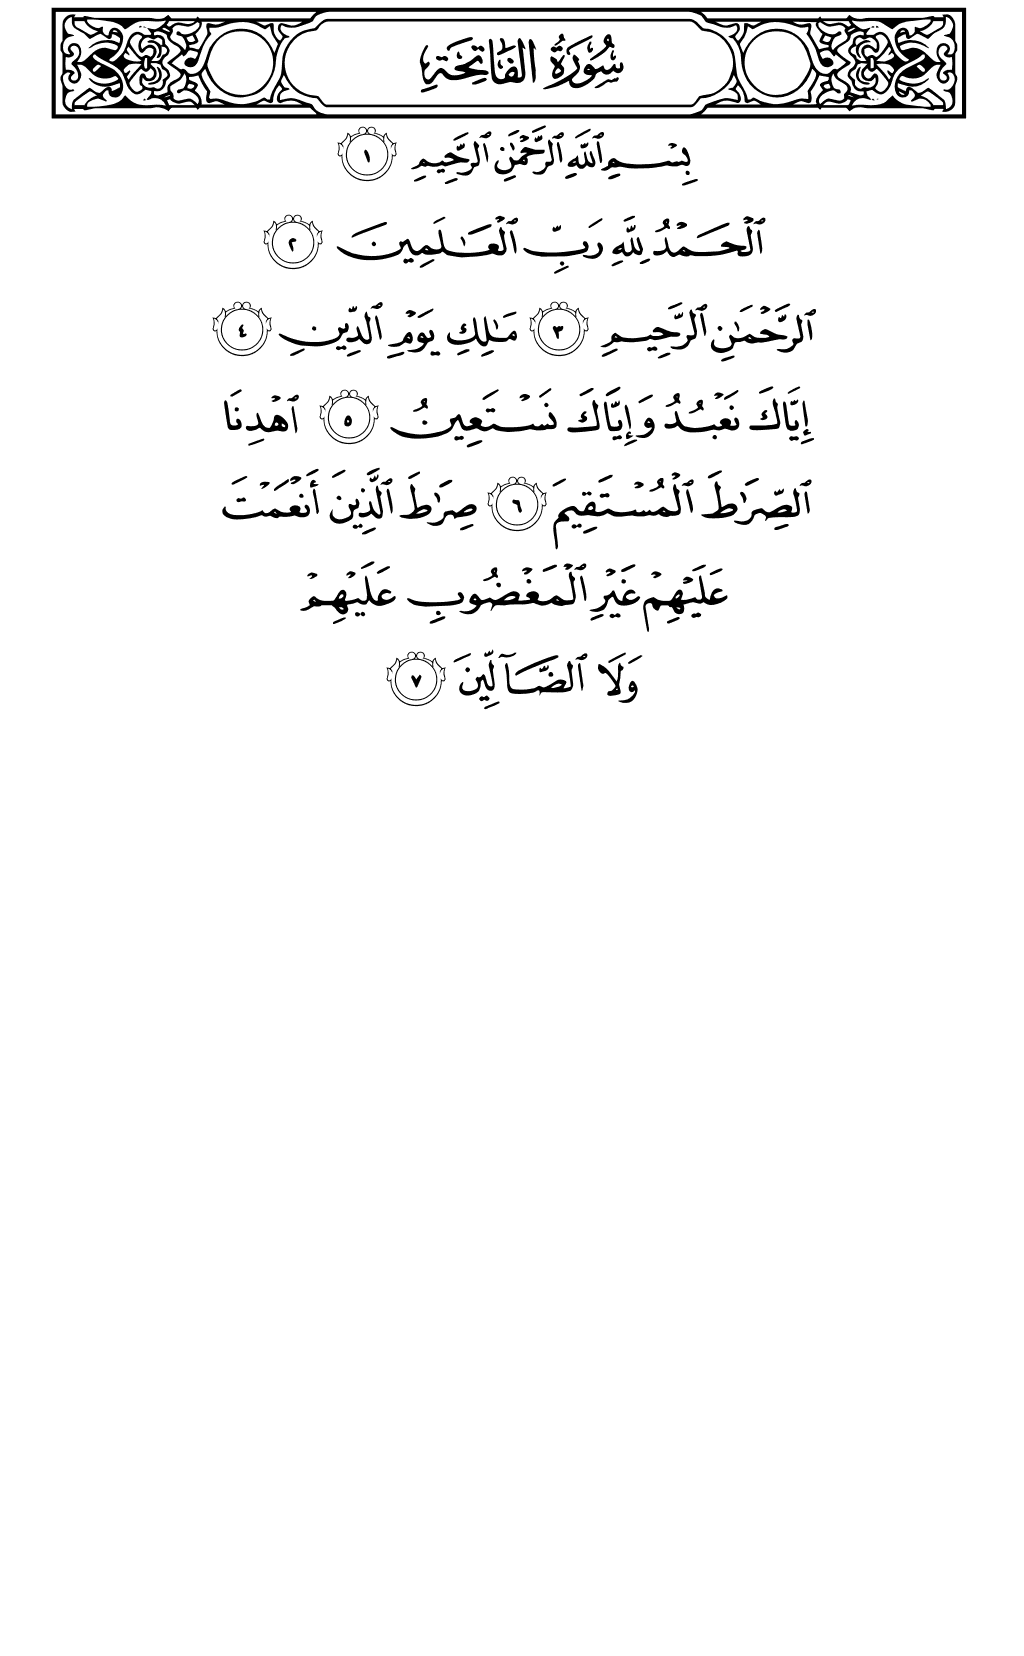 سُورَةُ الفَاتِحَةِ
بِسۡمِ ٱللَّهِ ٱلرَّحۡمَٰنِ ٱلرَّحِيمِ ١
ٱلۡحَمۡدُ لِلَّهِ رَبِّ ٱلۡعَٰلَمِينَ ٢
ٱلرَّحۡمَٰنِ ٱلرَّحِيمِ ٣ مَٰلِكِ يَوۡمِ ٱلدِّينِ ٤
إِيَّاكَ نَعۡبُدُ وَإِيَّاكَ نَسۡتَعِينُ ٥ ٱهۡدِنَا
ٱلصِّرَٰطَ ٱلۡمُسۡتَقِيمَ ٦ صِرَٰطَ ٱلَّذِينَ أَنۡعَمۡتَ
عَلَيۡهِمۡ غَيۡرِ ٱلۡمَغۡضُوبِ عَلَيۡهِمۡ
وَلَا ٱلضَّآلِّينَ ٧